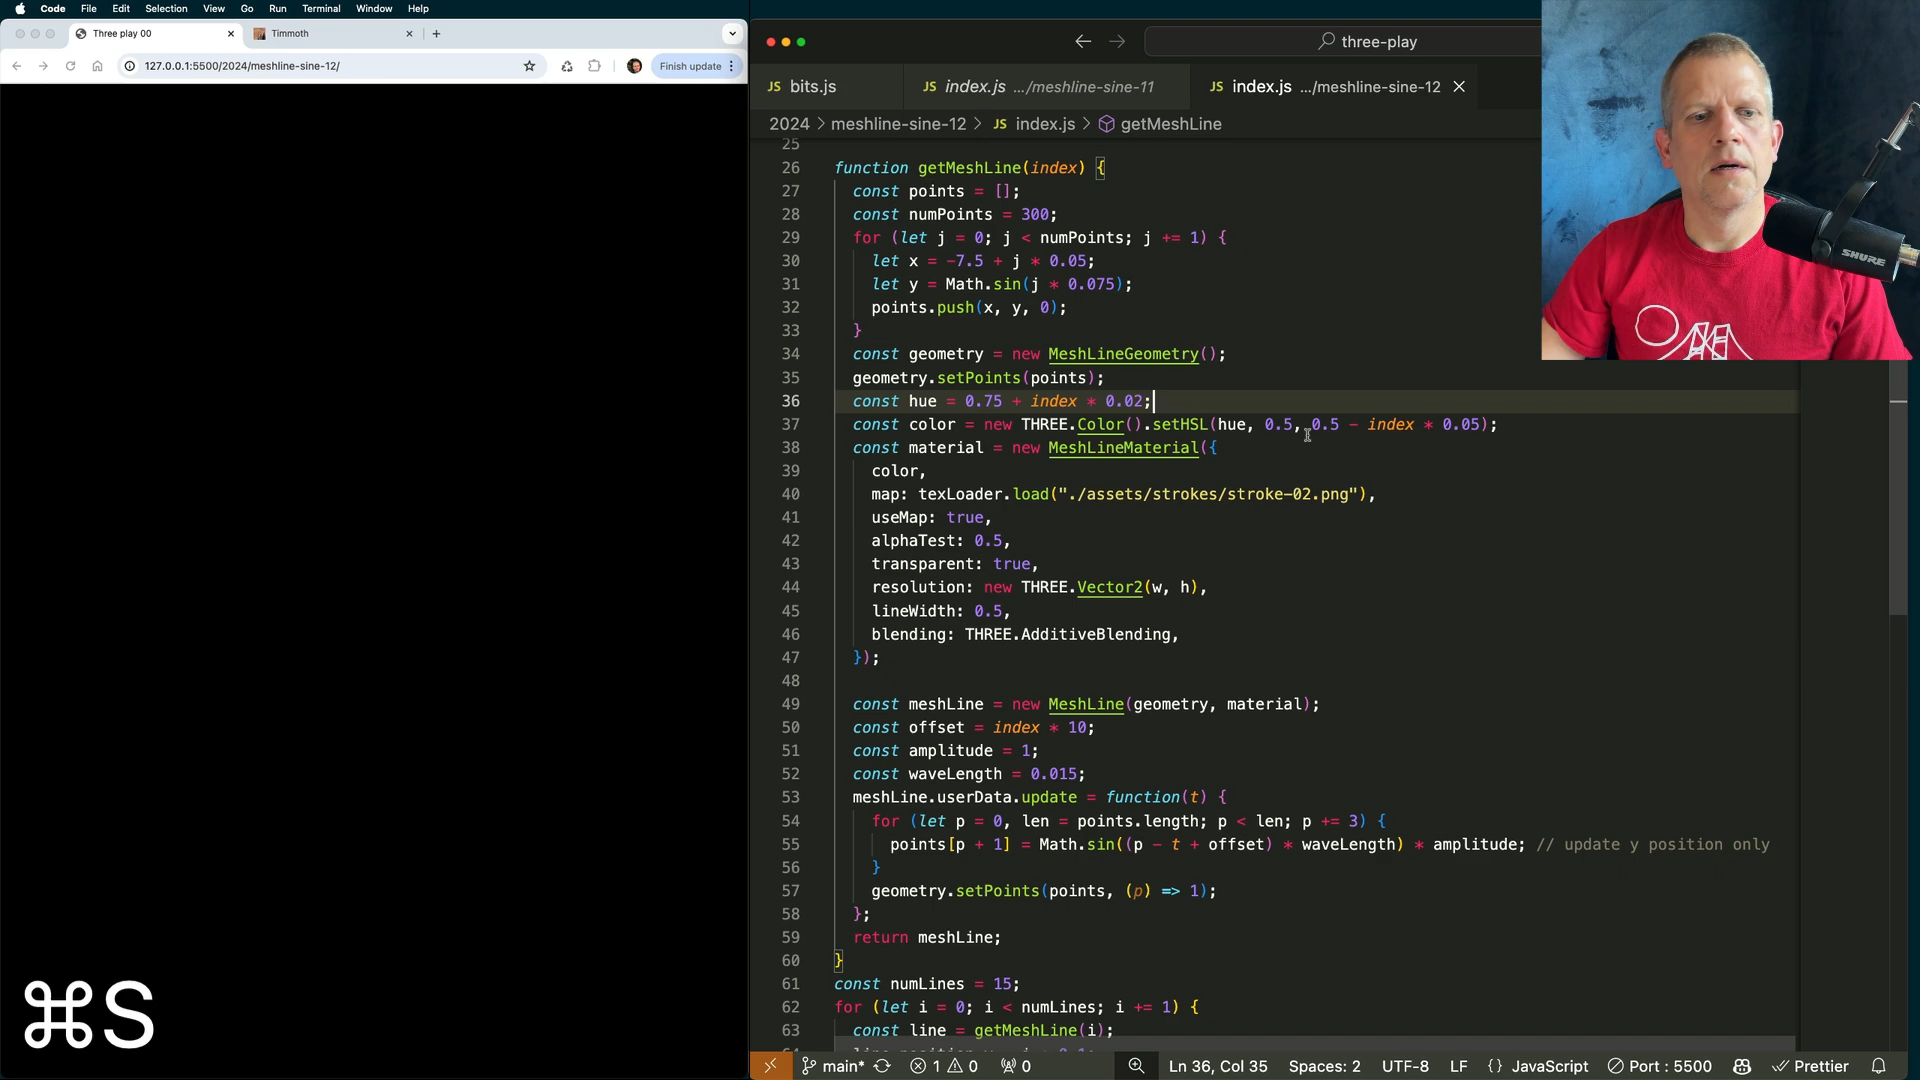 Code File Edit Selection View Go Run Terminal Window Help
Three play 00
Timmoth
127.0.0.1:5500/2024/meshline-sine-12/
Finish update
three-play
JS bits.js
JS index.js .../meshline-sine-11
JS index.js .../meshline-sine-12
2024 > meshline-sine-12 > JS index.js > getMeshLine
25
26 function getMeshLine(index) {
27 const points = [];
28 const numPoints = 300;
29 for (let j = 0; j < numPoints; j += 1) {
30 let x = -7.5 + j * 0.05;
31 let y = Math.sin(j * 0.075);
32 points.push(x, y, 0);
33 }
34 const geometry = new MeshLineGeometry();
35 geometry.setPoints(points);
36 const hue = 0.75 + index * 0.02;
37 const color = new THREE.Color().setHSL(hue, 0.5, 0.5 - index * 0.05);
38 const material = new MeshLineMaterial({
39 color,
40 map: texLoader.load("./assets/strokes/stroke-02.png"),
41 useMap: true,
42 alphaTest: 0.5,
43 transparent: true,
44 resolution: new THREE.Vector2(w, h),
45 lineWidth: 0.5,
46 blending: THREE.AdditiveBlending,
47 });
48
49 const meshLine = new MeshLine(geometry, material);
50 const offset = index * 10;
51 const amplitude = 1;
52 const waveLength = 0.015;
53 meshLine.userData.update = function(t) {
54 for (let p = 0, len = points.length; p < len; p += 3) {
55 points[p + 1] = Math.sin((p - t + offset) * waveLength) * amplitude; // update y position only
56 }
57 geometry.setPoints(points, (p) => 1);
58 };
59 return meshLine;
60 }
61 const numLines = 15;
62 for (let i = 0; i < numLines; i += 1) {
63 const line = getMeshLine(i);
SHURE
⌘S
main* 1 0 0 Ln 36, Col 35 Spaces: 2 UTF-8 LF {} JavaScript Port : 5500 Prettier